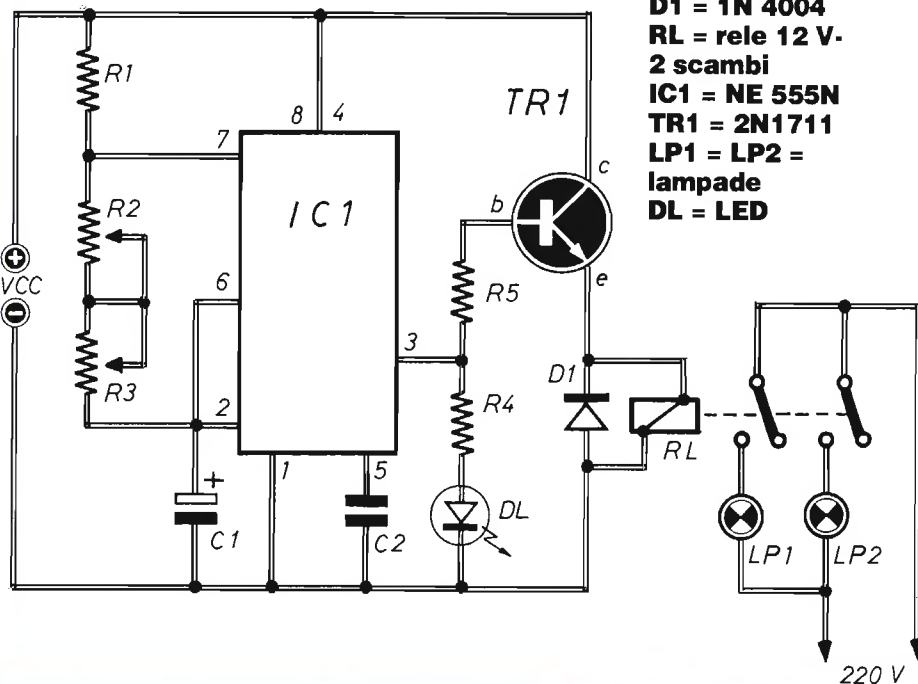 D1 = 1N 4004
RL = rele 12 V-
2 scambi
IC1 = NE 555N
TR1 = 2N1711
LP1 = LP2 =
lampade
DL = LED
R1
8 4
TR1
7
c
R2
IC1
b
+
VCC
-
6
R5
e
3
R3
D1
R4
2
RL
+
1
5
DL
C1
C2
LP1
LP2
220 V